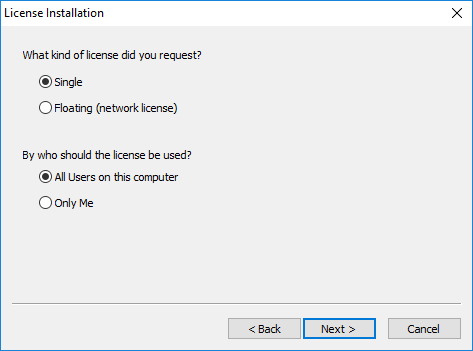 License Installation
What kind of license did you request?
Single
Floating (network license)
By who should the license be used?
All Users on this computer
Only Me
< Back
Next >
Cancel